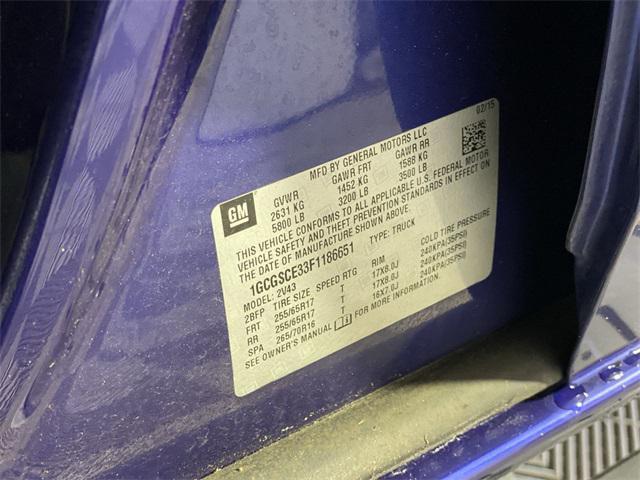 02/15
MFD BY GENERAL MOTORS LLC
GVWR GAWR FRT GAWR RR
2631 KG 1452 KG 1588 KG
5800 LB 3200 LB 3500 LB
GM
THIS VEHICLE CONFORMS TO ALL APPLICABLE U.S. FEDERAL MOTOR
VEHICLE SAFETY AND THEFT PREVENTION STANDARDS IN EFFECT ON
THE DATE OF MANUFACTURE SHOWN ABOVE.
1GCGSCE33F1186651 TYPE: TRUCK
MODEL: 2V43
2BFP TIRE SIZE SPEED RTG RIM COLD TIRE PRESSURE
FRT 255/65R17 T 17X8.0J 240KPA(35PSI)
RR 255/65R17 T 17X8.0J 240KPA(35PSI)
SPA 265/70R16 T 16X7.0J 240KPA(35PSI)
SEE OWNER'S MANUAL FOR MORE INFORMATION.